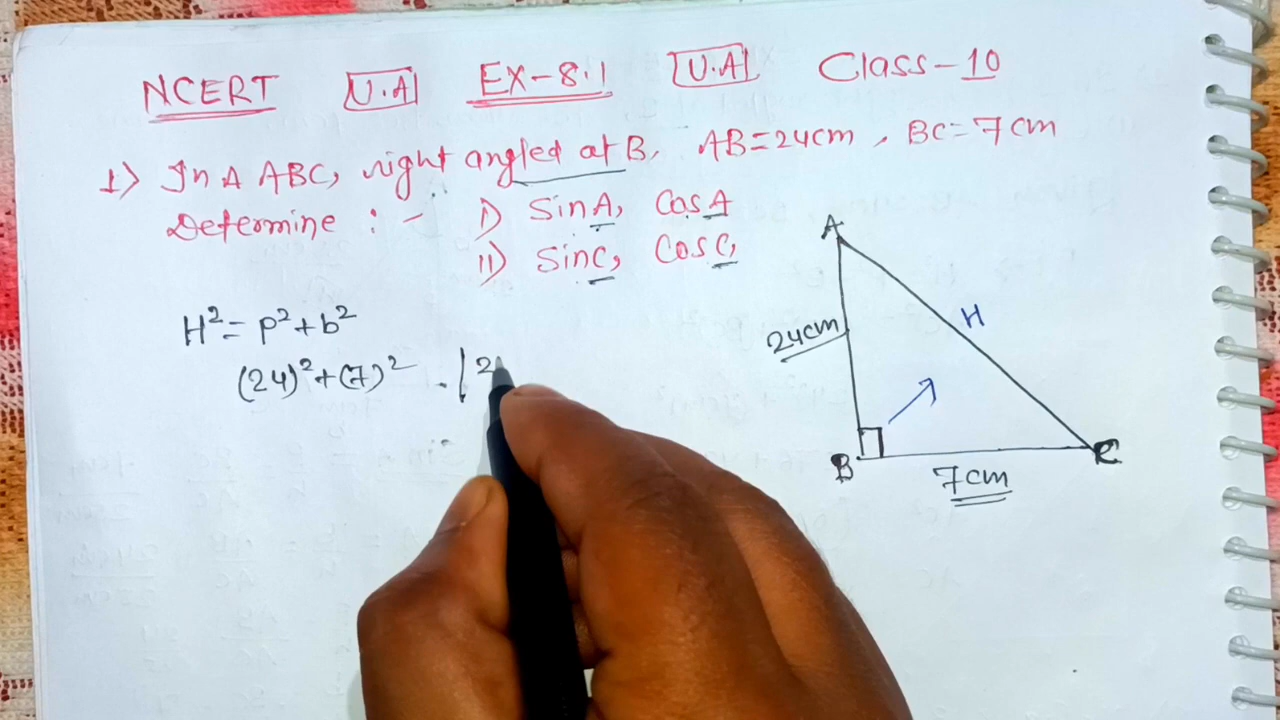 NCERT U.A EX-8.1 U.A Class-10
1) In Δ ABC, right angled at B, AB=24cm, BC=7cm
Determine :- I) SinA, CosA
II) SinC, CosC,
H²= p²+b²
(24)²+(7)² 2
A
24cm
H
B
C
7cm